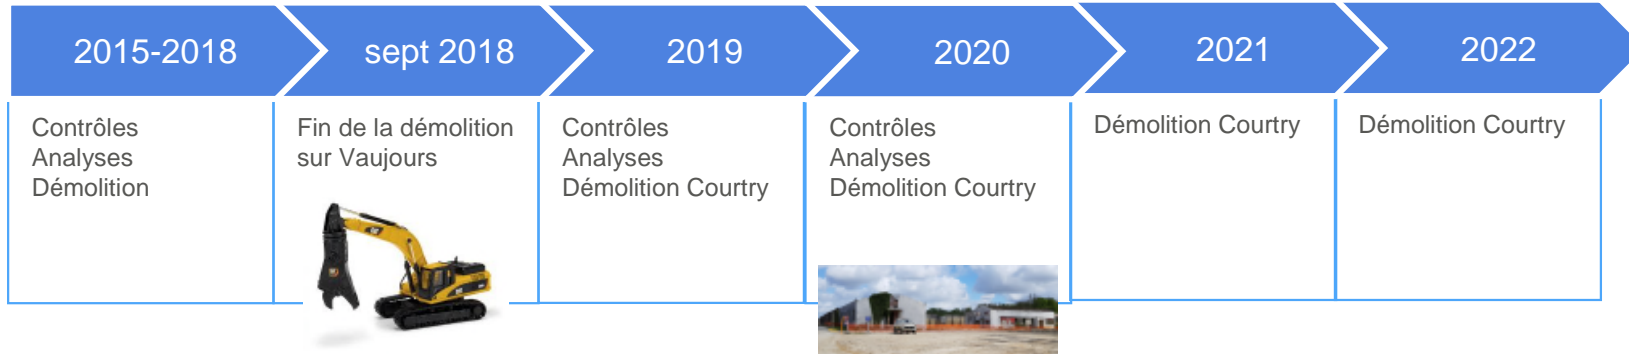 2015-2018
sept 2018
2019
2020
2021
2022
Contrôles
Analyses
Démolition
Fin de la démolition
sur Vaujours
Contrôles
Analyses
Démolition Courtry
Contrôles
Analyses
Démolition Courtry
Démolition Courtry
Démolition Courtry